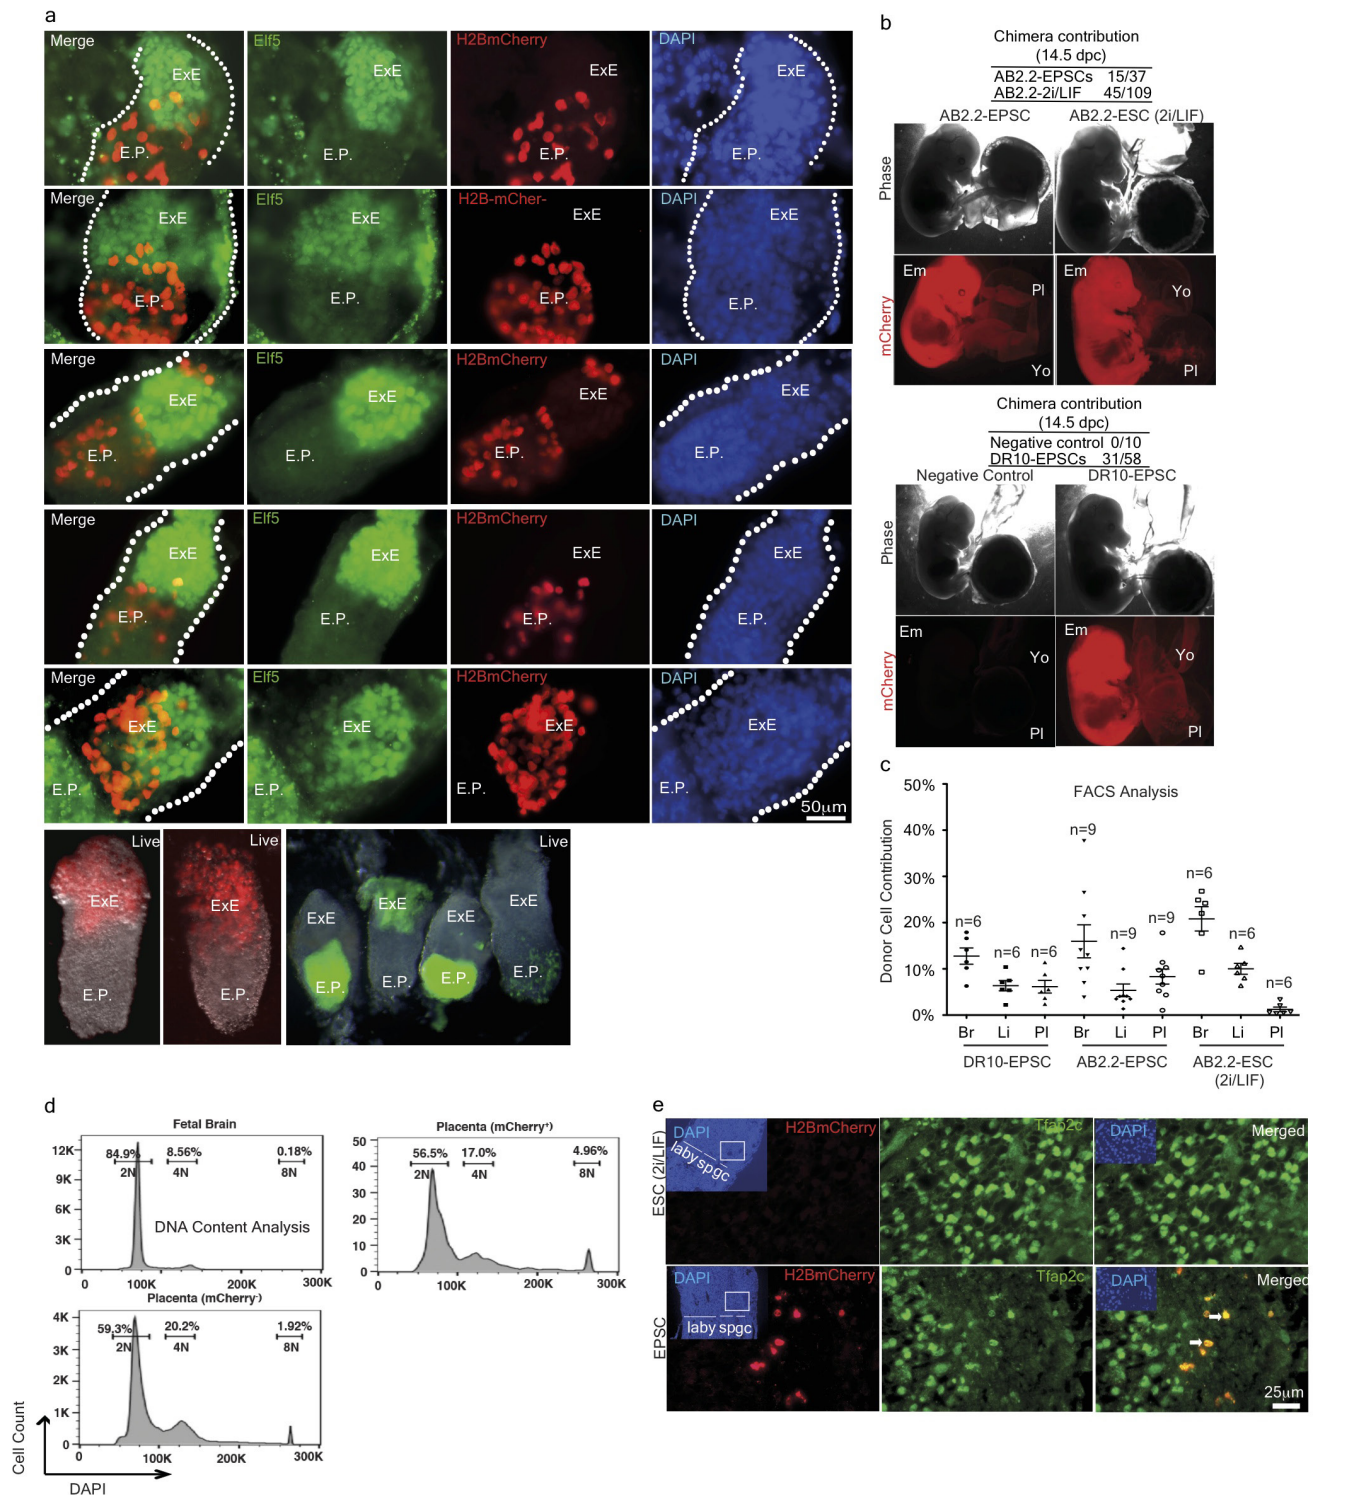 a
Merge
Elf5
H2BmCherry
DAPI
ExE
ExE
ExE
E.P.
E.P.
E.P.
E.P.
Merge
Elf5
H2B-mCher-
DAPI
ExE
ExE
ExE
ExE
E.P.
E.P.
E.P.
E.P.
Merge
Elf5
H2BmCherry
DAPI
ExE
ExE
ExE
ExE
E.P.
E.P.
E.P.
E.P.
Merge
Elf5
H2BmCherry
DAPI
ExE
ExE
ExE
ExE
E.P.
E.P.
E.P.
E.P.
Merge
Elf5
H2BmCherry
DAPI
ExE
ExE
ExE
ExE
E.P.
E.P.
E.P.
50µm
Live
Live
Live
ExE
ExE
ExE
ExE
ExE
ExE
E.P.
E.P.
E.P.
E.P.
E.P.
E.P.
b
Chimera contribution
(14.5 dpc)
AB2.2-EPSCs 15/37
AB2.2-2i/LIF 45/109
AB2.2-EPSC
AB2.2-ESC (2i/LIF)
Phase
mCherry
Em
Pl
Yo
Em
Yo
Pl
Chimera contribution
(14.5 dpc)
Negative control 0/10
DR10-EPSCs 31/58
Negative Control
DR10-EPSC
Phase
mCherry
Em
Yo
Pl
Em
Yo
Pl
c
FACS Analysis
Donor Cell Contribution
50%
40%
30%
20%
10%
0%
n=6
n=6
n=6
n=9
n=9
n=9
n=6
n=6
n=6
Br Li Pl Br Li Pl Br Li Pl
DR10-EPSC
AB2.2-EPSC
AB2.2-ESC
(2i/LIF)
d
Fetal Brain
12K
9K
6K
3K
0
84.9%
8.56%
0.18%
2N
4N
8N
DNA Content Analysis
0 100K 200K 300K
Placenta (mCherry⁺)
50
40
30
20
10
0
56.5%
17.0%
4.96%
2N
4N
8N
0 100K 200K 300K
Placenta (mCherry⁻)
4K
3K
2K
1K
0
59.3%
20.2%
1.92%
2N
4N
8N
0 100K 200K 300K
Cell Count
DAPI
e
ESC (2i/LIF)
DAPI
laby spgc
H2BmCherry
Tfap2c
DAPI
Merged
EPSC
DAPI
laby spgc
H2BmCherry
Tfap2c
DAPI
Merged
25µm